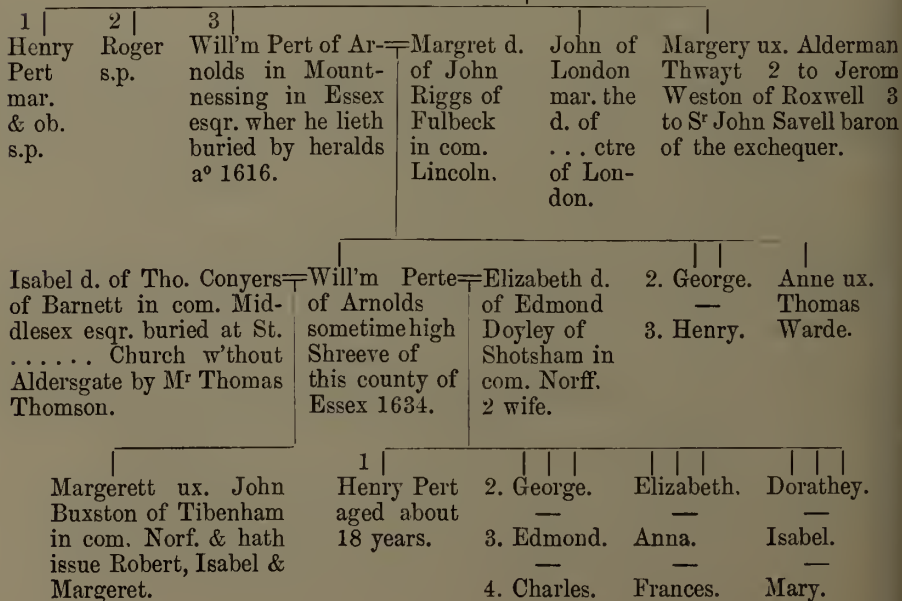 1 2 3
Henry
Pert
mar.
& ob.
s.p.
Roger
s.p.
Will'm Pert of Ar-
nolds in Mount-
nessing in Essex
esqr. wher he lieth
buried by heralds
aº 1616.
Margret d.
of John
Riggs of
Fulbeck
in com.
Lincoln.
John of
London
mar. the
d. of
. . . ctre
of Lon-
don.
Margery ux. Alderman
Thwayt 2 to Jerom
Weston of Roxwell 3
to Sʳ John Savell baron
of the exchequer.
Isabel d. of Tho. Conyers
of Barnett in com. Mid-
dlesex esqr. buried at St.
. . . . . . Church w'thout
Aldersgate by Mʳ Thomas
Thomson.
Will'm Perte
of Arnolds
sometime high
Shreeve of
this county of
Essex 1634.
Elizabeth d.
of Edmond
Doyley of
Shotsham in
com. Norff.
2 wife.
2. George.
—
3. Henry.
Anne ux.
Thomas
Warde.
Margerett ux. John
Buxston of Tibenham
in com. Norf. & hath
issue Robert, Isabel &
Margeret.
1
Henry Pert
aged about
18 years.
2. George.
—
3. Edmond.
—
4. Charles.
Elizabeth.
—
Anna.
—
Frances.
Dorathey.
—
Isabel.
—
Mary.